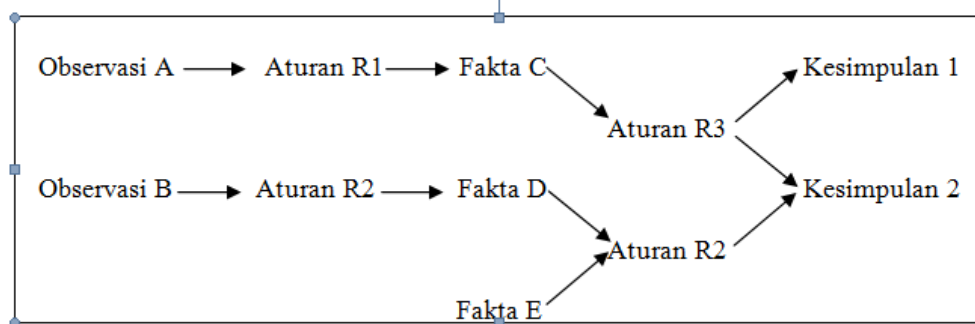 Observasi A Aturan R1 Fakta C Kesimpulan 1
Aturan R3
Observasi B Aturan R2 Fakta D Kesimpulan 2
Aturan R2
Fakta E